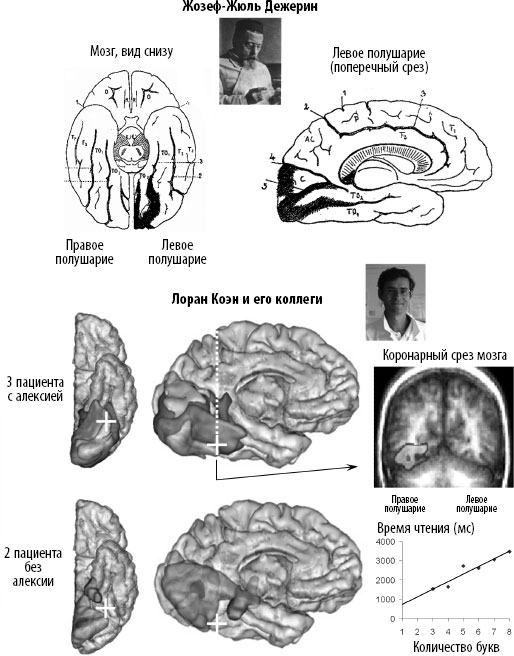 Жозеф-Жюль Дежерин
Мозг, вид снизу
Левое полушарие
(поперечный срез)
Правое
полушарие
Левое
полушарие
Лоран Коэн и его коллеги
Коронарный срез мозга
3 пациента
с алексией
Правое
полушарие
Левое
полушарие
2 пациента
без
алексии
Время чтения (мс)
4000
3000
2000
1000
0
1 2 3 4 5 6 7 8
Количество букв